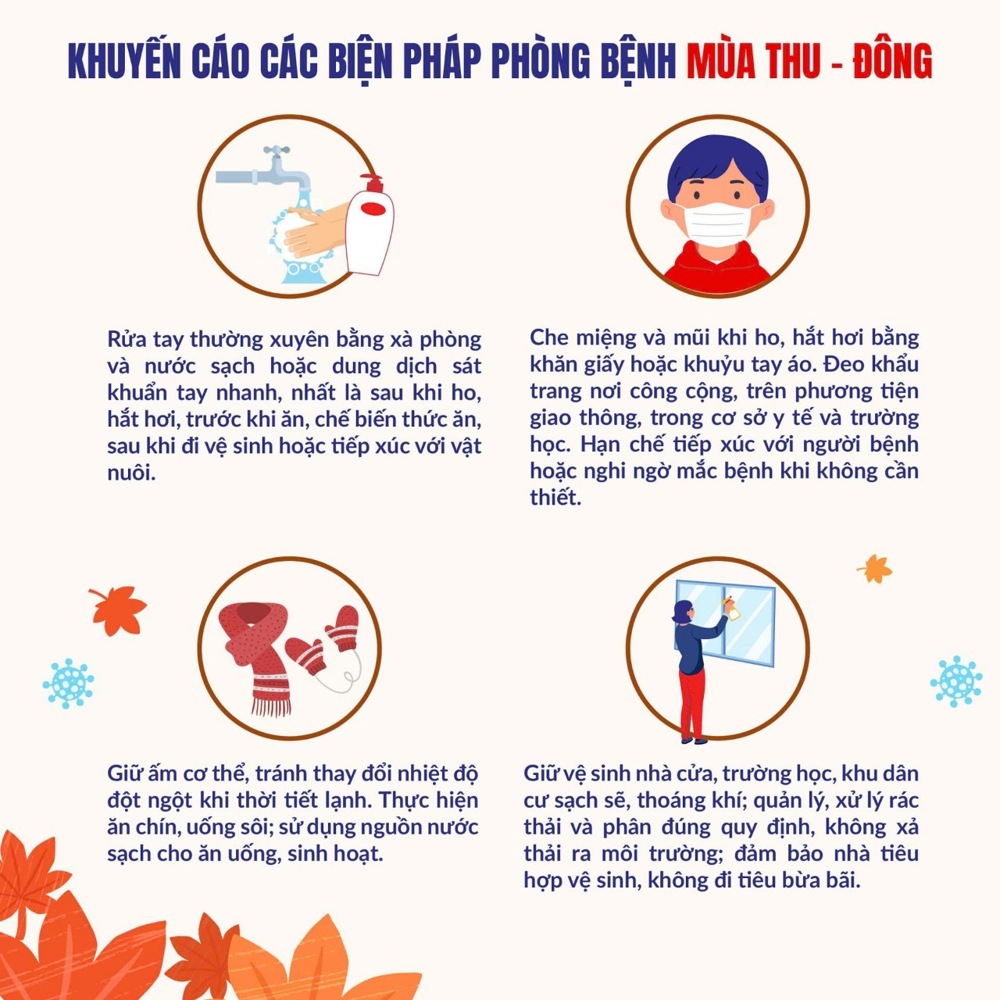 KHUYẾN CÁO CÁC BIỆN PHÁP PHÒNG BỆNH MÙA THU - ĐÔNG
Rửa tay thường xuyên bằng xà phòng
và nước sạch hoặc dung dịch sát
khuẩn tay nhanh, nhất là sau khi ho,
hắt hơi, trước khi ăn, chế biến thức ăn,
sau khi đi vệ sinh hoặc tiếp xúc với vật
nuôi.
Che miệng và mũi khi ho, hắt hơi bằng
khăn giấy hoặc khuỷu tay áo. Đeo khẩu
trang nơi công cộng, trên phương tiện
giao thông, trong cơ sở y tế và trường
học. Hạn chế tiếp xúc với người bệnh
hoặc nghi ngờ mắc bệnh khi không cần
thiết.
Giữ ấm cơ thể, tránh thay đổi nhiệt độ
đột ngột khi thời tiết lạnh. Thực hiện
ăn chín, uống sôi; sử dụng nguồn nước
sạch cho ăn uống, sinh hoạt.
Giữ vệ sinh nhà cửa, trường học, khu dân
cư sạch sẽ, thoáng khí; quản lý, xử lý rác
thải và phân đúng quy định, không xả
thải ra môi trường; đảm bảo nhà tiêu
hợp vệ sinh, không đi tiêu bừa bãi.